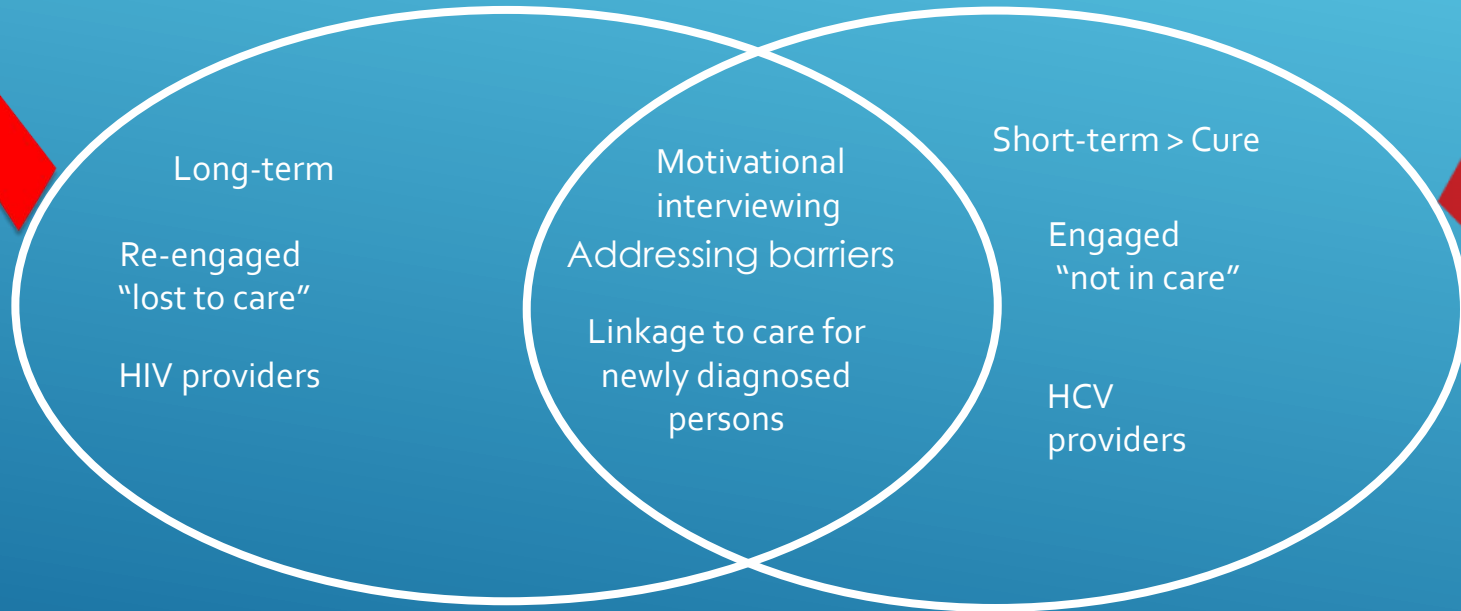 Long-term
Re-engaged
“lost to care”
HIV providers
Motivational
interviewing
Addressing barriers
Linkage to care for
newly diagnosed
persons
Short-term > Cure
Engaged
“not in care”
HCV
providers